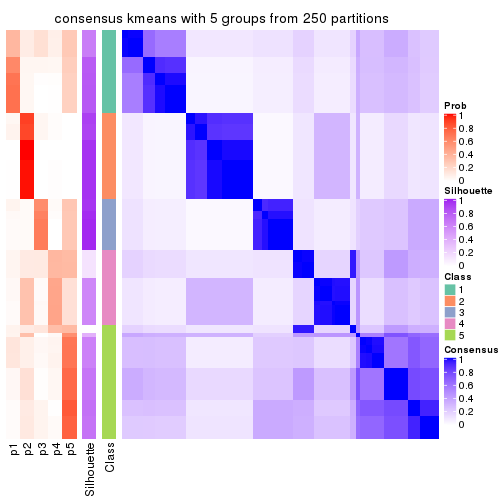 consensus kmeans with 5 groups from 250 partitions
Prob
1
0.8
0.6
0.4
0.2
0
Silhouette
1
0.8
0.6
0.4
0.2
0
Class
1
2
3
4
5
Consensus
1
0.8
0.6
0.4
0.2
0
p1
p2
p3
p4
p5
Silhouette
Class